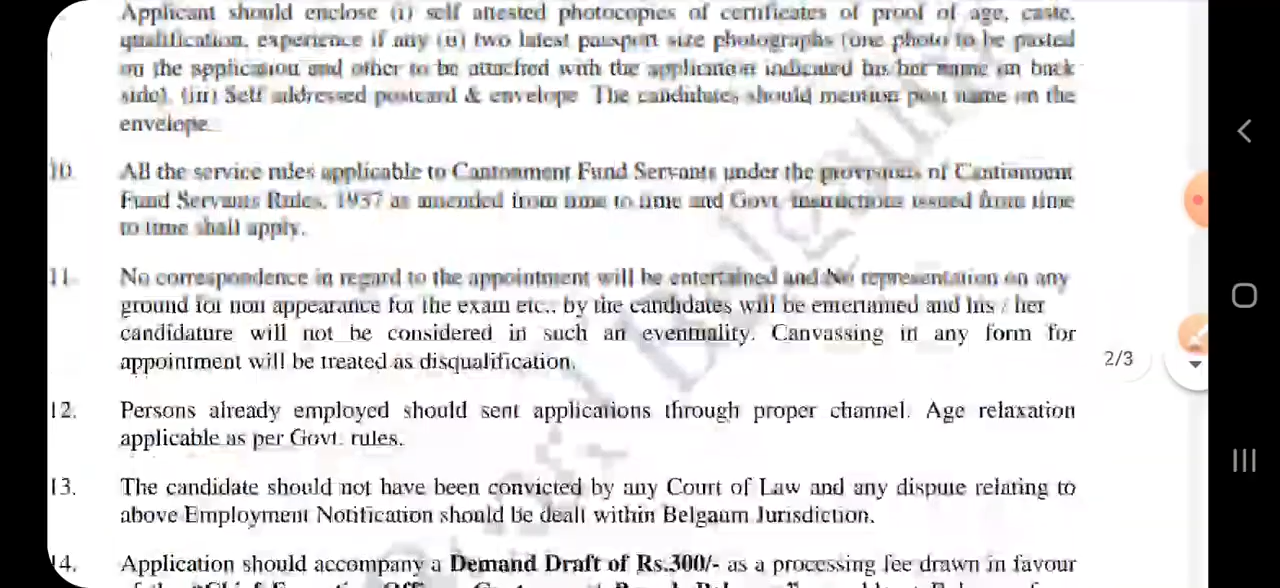 Applicant should enclose (i) self attested photocopies of certificates of proof of age, caste,
qualification, experience if any (ii) two latest passport size photographs (one photo to be pasted
on the application and other to be attached with the application indicated his her name on back
side), (iii) Self addressed postcard & envelope. The candidates should mention post name on the
envelope.
10. All the service rules applicable to Cantonment Fund Servants under the provisions of Cantonment
Fund Servants Rules, 1937 as amended from time to time and Govt. instructions issued from time
to time shall apply.
11. No correspondence in regard to the appointment will be entertained and No representation on any
ground for non appearance for the exam etc., by the candidates will be entertained and his / her
candidature will not be considered in such an eventuality. Canvassing in any form for
appointment will be treated as disqualification.
2/3
12. Persons already employed should sent applications through proper channel. Age relaxation
applicable as per Govt. rules.
13. The candidate should not have been convicted by any Court of Law and any dispute relating to
above Employment Notification should be dealt within Belgaum Jurisdiction.
14. Application should accompany a Demand Draft of Rs.300/- as a processing fee drawn in favour